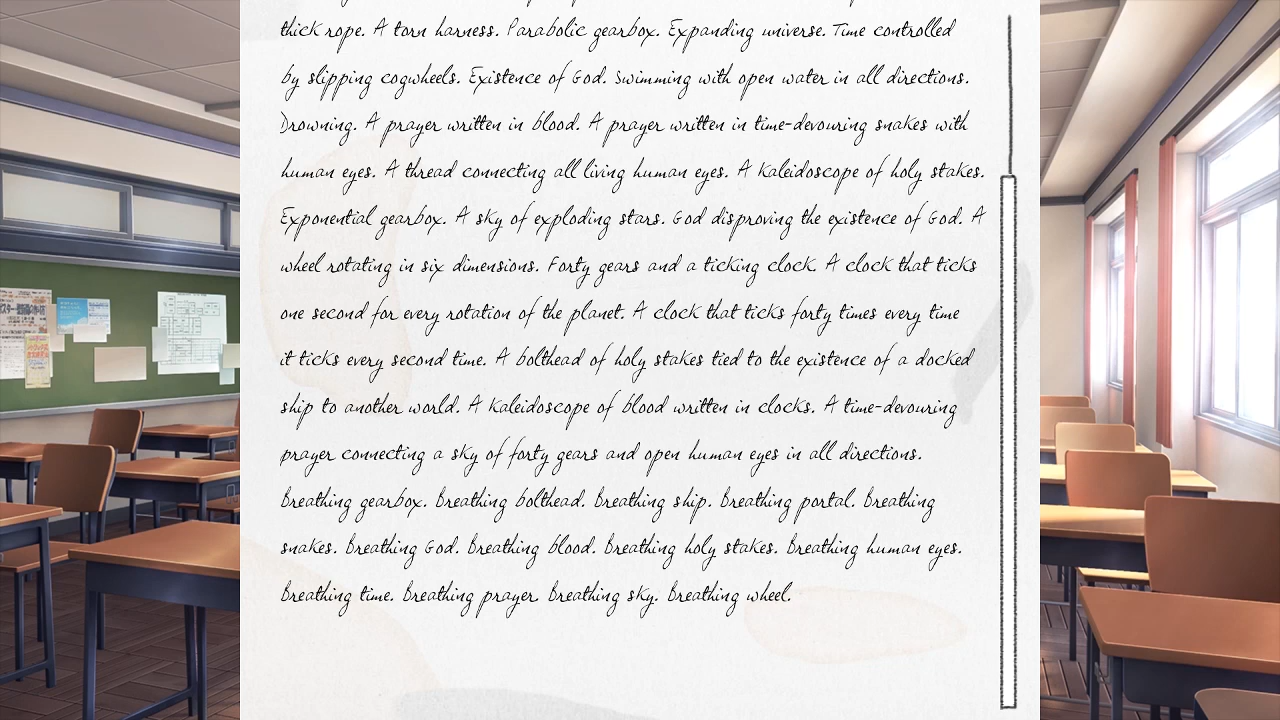 thick rope. A torn harness. Parabolic gearbox. Expanding universe. Time controlled
by slipping cogwheels. Existence of God. Swimming with open water in all directions.
Drowning. A prayer written in blood. A prayer written in time-devouring snakes with
human eyes. A thread connecting all living human eyes. A kaleidoscope of holy stakes.
Exponential gearbox. A sky of exploding stars. God disproving the existence of God. A
wheel rotating in six dimensions. Forty gears and a ticking clock. A clock that ticks
one second for every rotation of the planet. A clock that ticks forty times every time
it ticks every second time. A bolthead of holy stakes tied to the existence of a docked
ship to another world. A kaleidoscope of blood written in clocks. A time-devouring
prayer connecting a sky of forty gears and open human eyes in all directions.
Breathing gearbox. Breathing bolthead. Breathing ship. Breathing portal. Breathing
snakes. Breathing God. Breathing blood. Breathing holy stakes. Breathing human eyes.
Breathing time. Breathing prayer. Breathing sky. Breathing wheel.